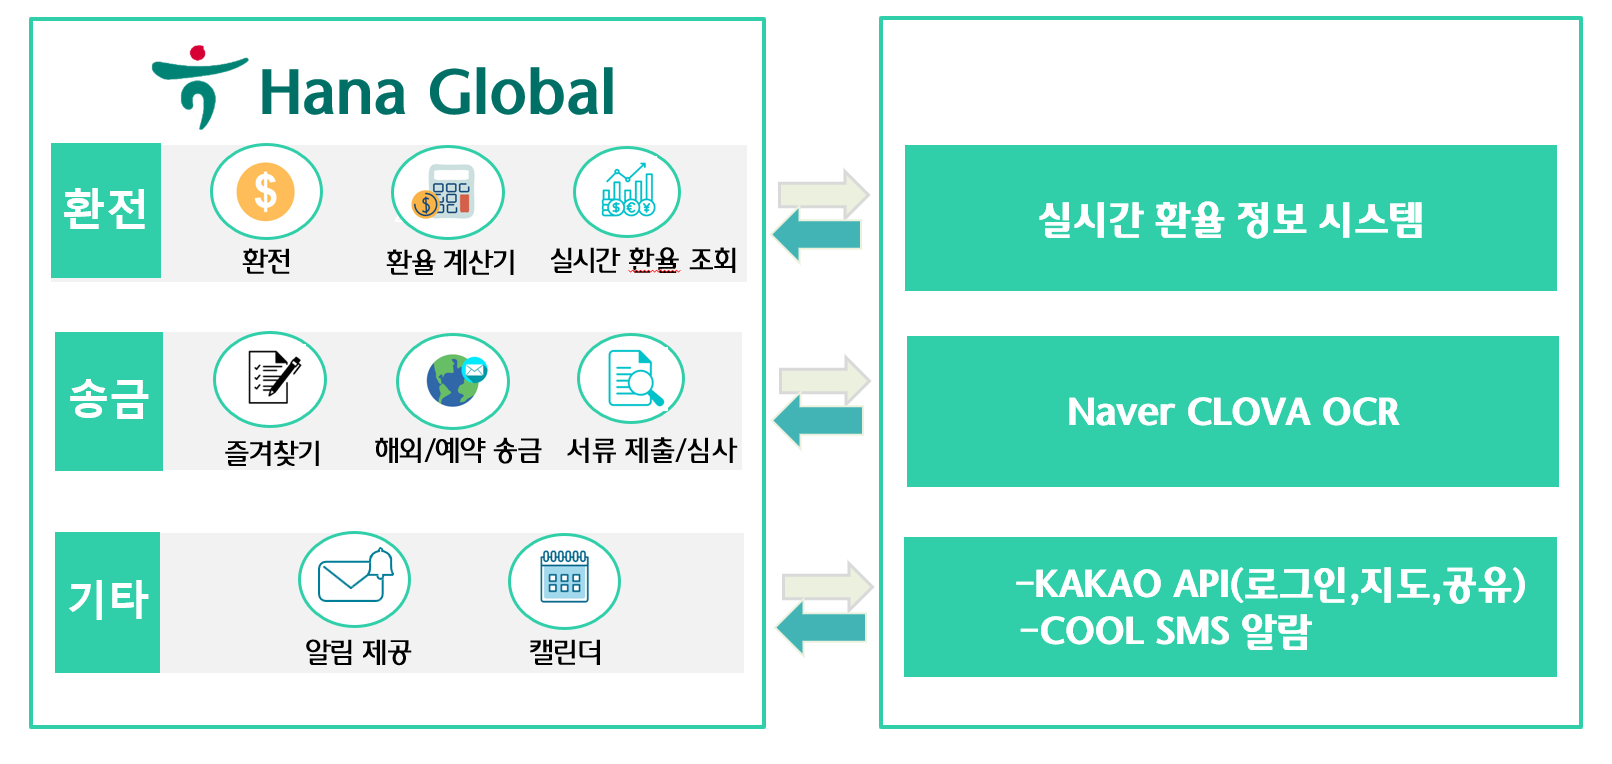 Hana Global
환전
환전
환율 계산기
실시간 환율 조회
실시간 환율 정보 시스템
송금
즐겨찾기
해외/예약 송금
서류 제출/심사
Naver CLOVA OCR
기타
알림 제공
캘린더
-KAKAO API(로그인,지도,공유)
-COOL SMS 알람